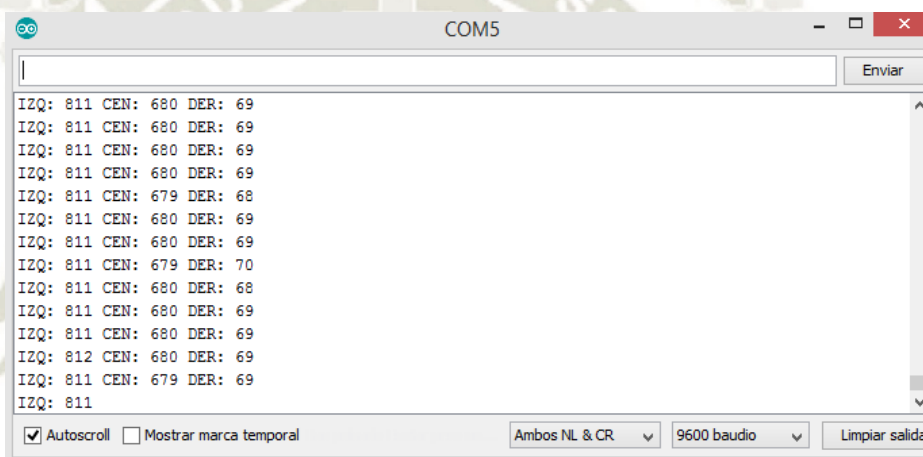 COM5
Enviar
IZQ: 811 CEN: 680 DER: 69
IZQ: 811 CEN: 680 DER: 69
IZQ: 811 CEN: 680 DER: 69
IZQ: 811 CEN: 680 DER: 69
IZQ: 811 CEN: 679 DER: 68
IZQ: 811 CEN: 680 DER: 69
IZQ: 811 CEN: 680 DER: 69
IZQ: 811 CEN: 679 DER: 70
IZQ: 811 CEN: 680 DER: 68
IZQ: 811 CEN: 680 DER: 69
IZQ: 811 CEN: 680 DER: 69
IZQ: 812 CEN: 680 DER: 69
IZQ: 811 CEN: 679 DER: 69
IZQ: 811
Autoscroll Mostrar marca temporal Ambos NL & CR 9600 baudio Limpiar salida